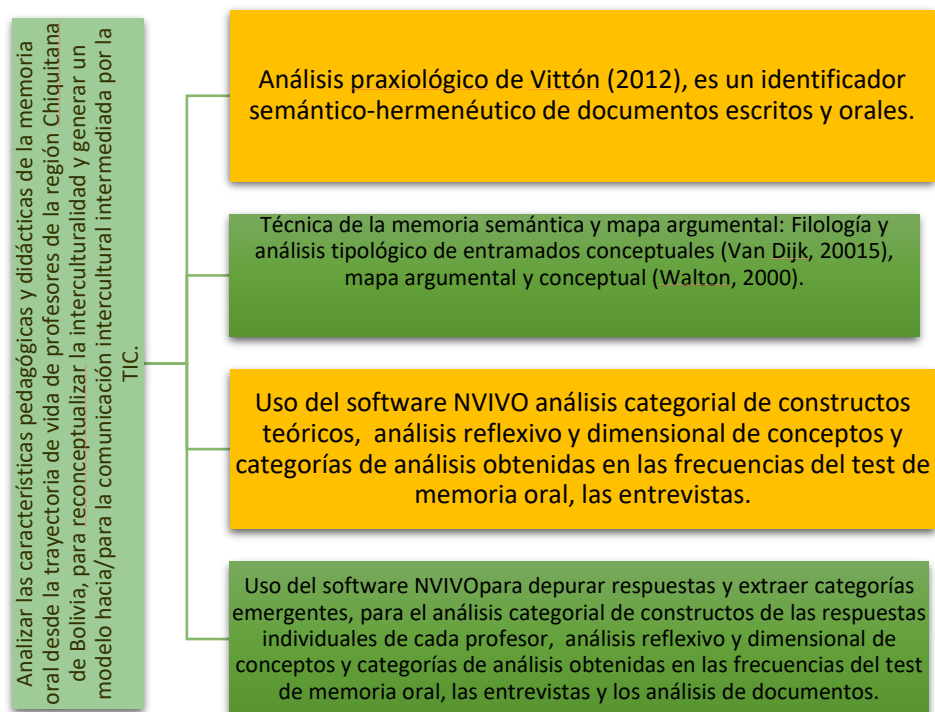 Analizar las características pedagógicas y didácticas de la memoria
oral desde la trayectoria de vida de profesores de la región Chiquitana
de Bolivia, para reconceptualizar la interculturalidad y generar un
modelo hacia/para la comunicación intercultural intermediada por la
TIC.
Análisis praxiológico de Vittón (2012), es un identificador
semántico-hermenéutico de documentos escritos y orales.
Técnica de la memoria semántica y mapa argumental: Filología y
análisis tipológico de entramados conceptuales (Van Dijk, 20015),
mapa argumental y conceptual (Walton, 2000).
Uso del software NVIVO análisis categorial de constructos
teóricos, análisis reflexivo y dimensional de conceptos y
categorías de análisis obtenidas en las frecuencias del test de
memoria oral, las entrevistas.
Uso del software NVIVOpara depurar respuestas y extraer categorías
emergentes, para el análisis categorial de constructos de las respuestas
individuales de cada profesor, análisis reflexivo y dimensional de
conceptos y categorías de análisis obtenidas en las frecuencias del test
de memoria oral, las entrevistas y los análisis de documentos.